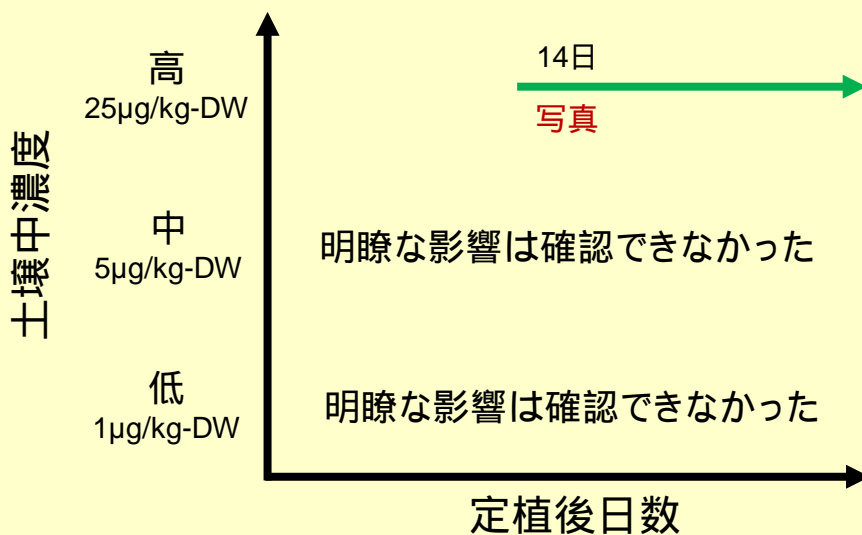 土壌中濃度
高
25μg/kg-DW
14日
写真
中
5μg/kg-DW
明瞭な影響は確認できなかった
低
1μg/kg-DW
明瞭な影響は確認できなかった
定植後日数